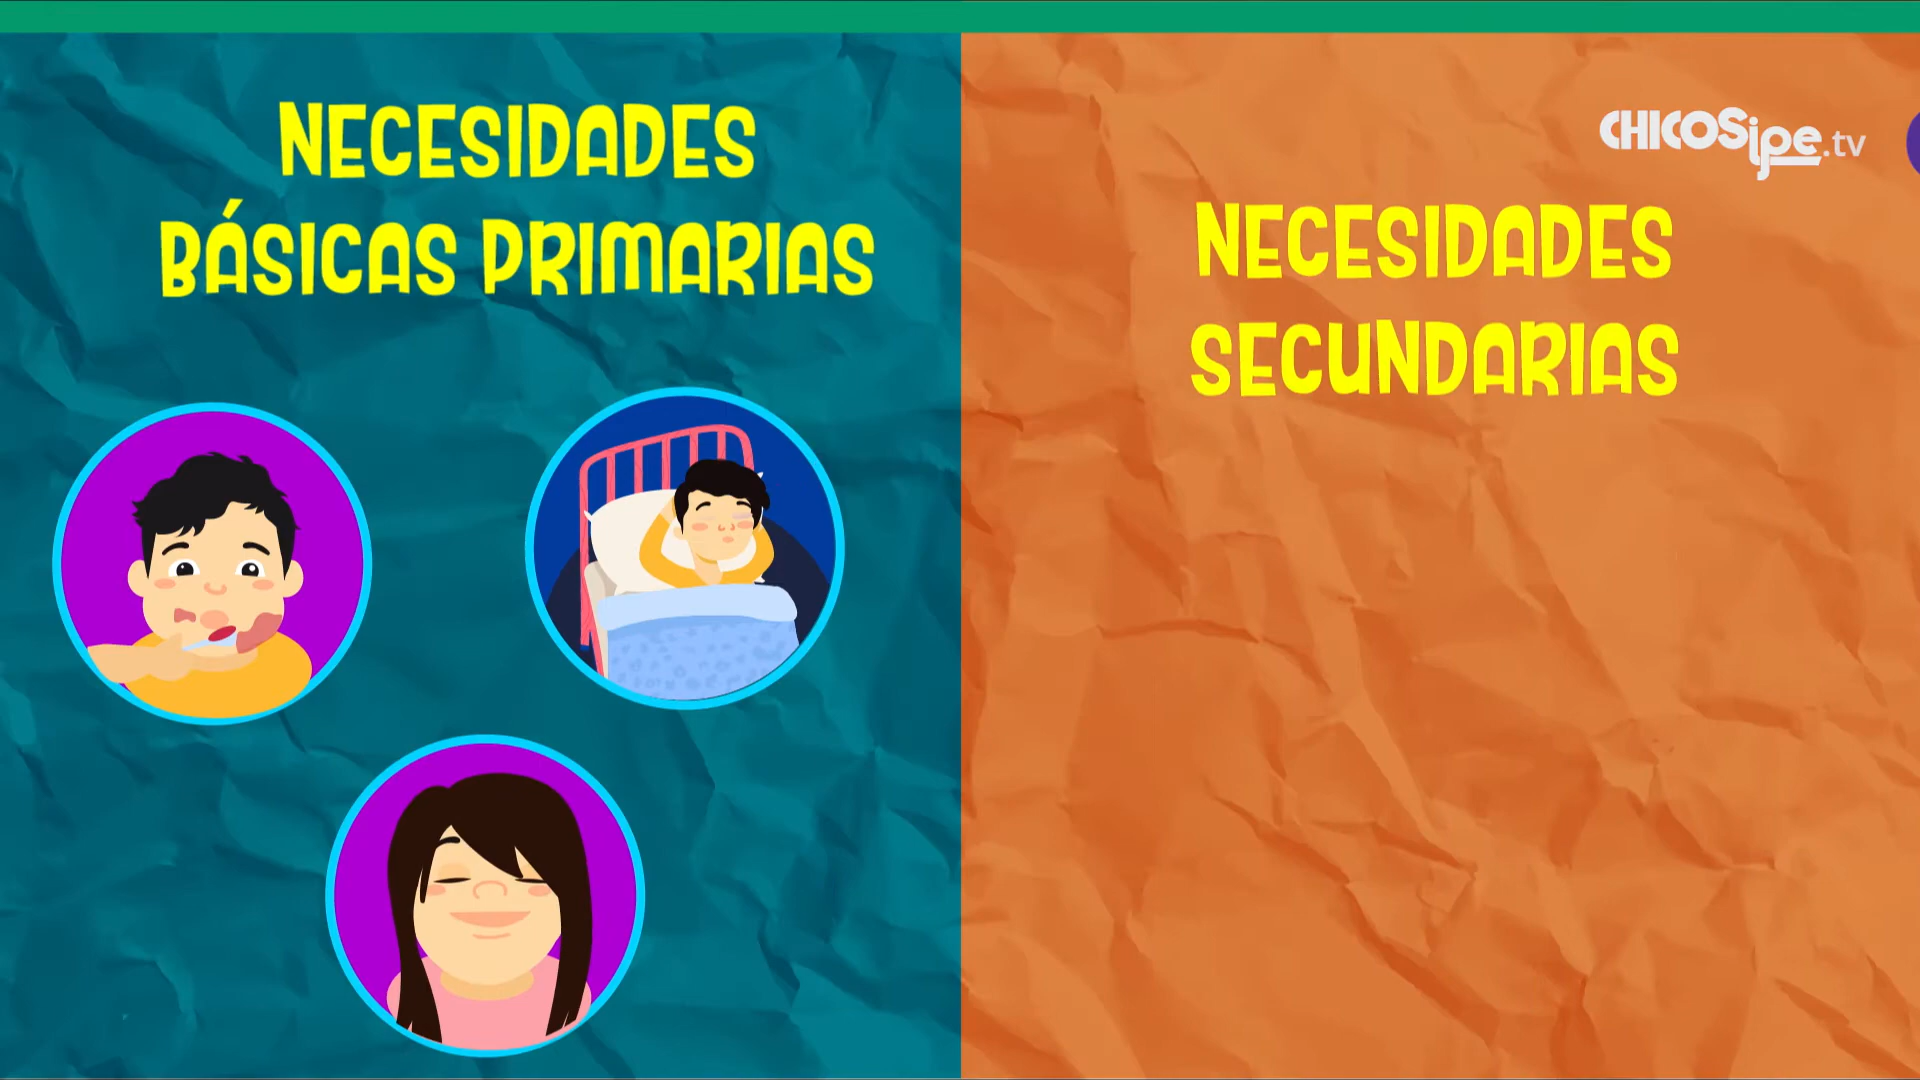 NECESIDADES
BÁSICAS PRIMARIAS
CHICOSipe.tv
NECESIDADES
SECUNDARIAS